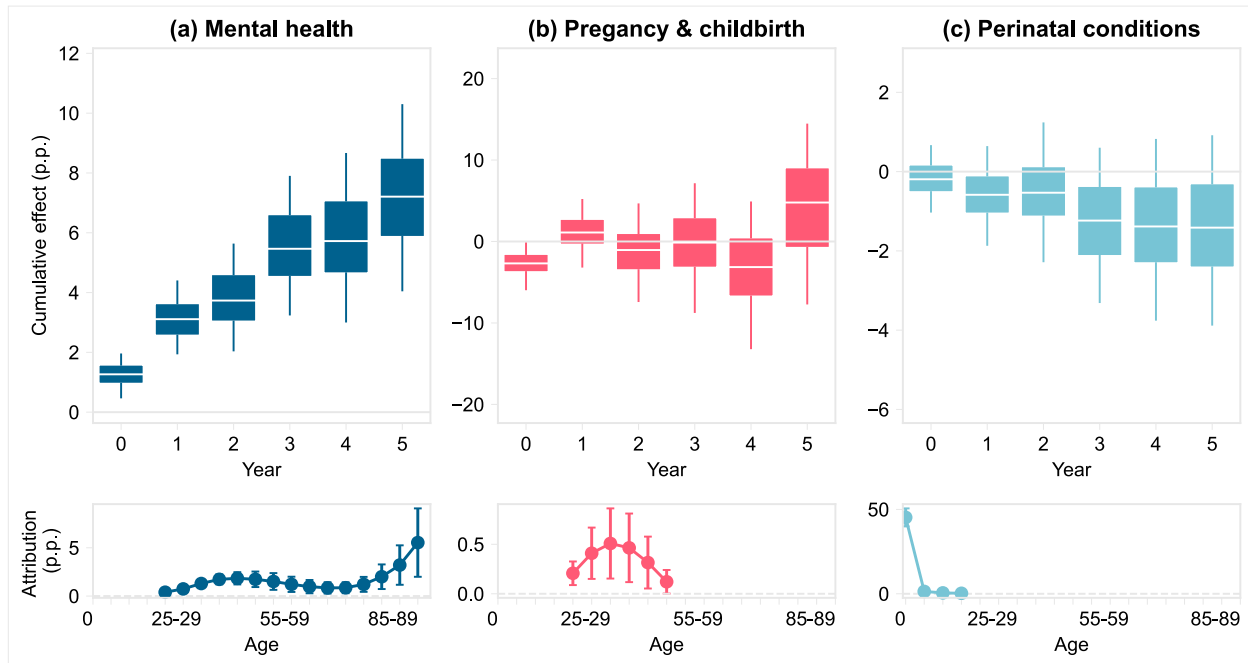 (a) Mental health
(b) Pregancy & childbirth
(c) Perinatal conditions
Cumulative effect (p.p.)
12
10
8
6
4
2
0
0 1 2 3 4 5
Year
20
10
0
−10
−20
0 1 2 3 4 5
Year
2
0
−2
−4
−6
0 1 2 3 4 5
Year
Attribution
(p.p.)
5
0
0 25-29 55-59 85-89
Age
0.5
0.0
0 25-29 55-59 85-89
Age
50
0
0 25-29 55-59 85-89
Age